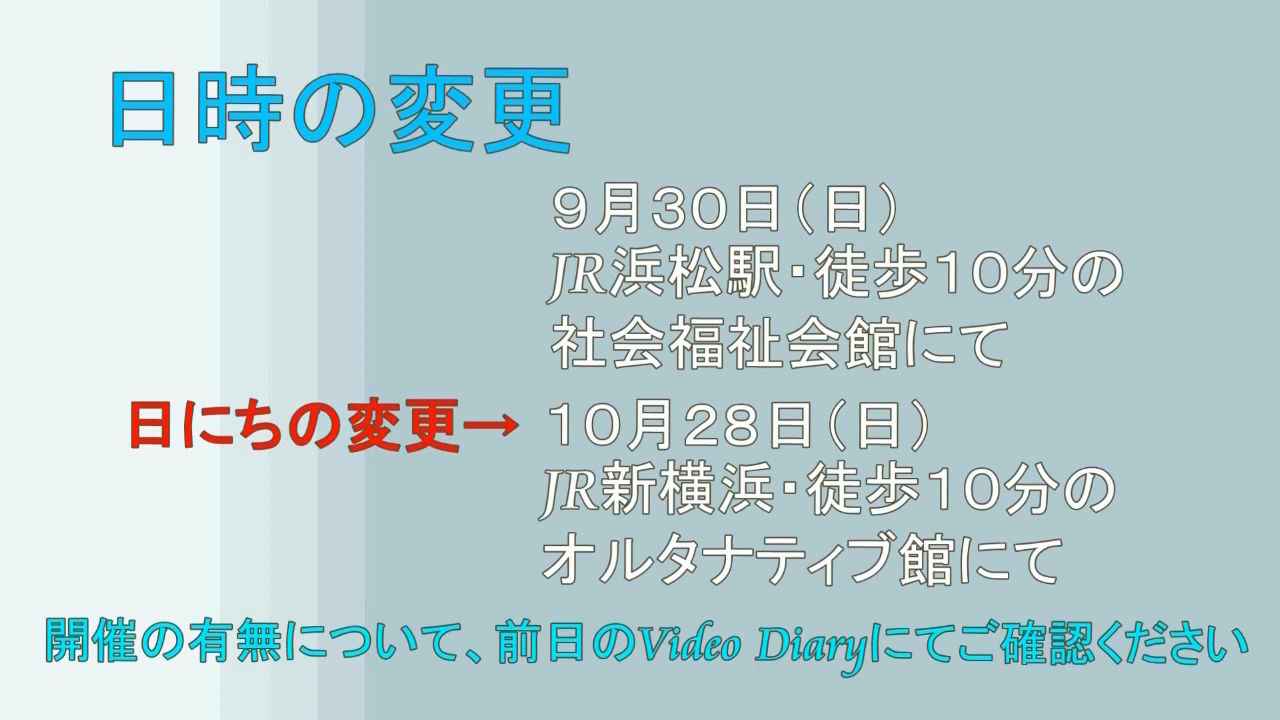 日時の変更
9月30日(日)
JR浜松駅・徒歩10分の
社会福祉会館にて
日にちの変更→ 10月28日(日)
JR新横浜・徒歩10分の
オルタナティブ館にて
開催の有無について、前日のVideo Diaryにてご確認ください